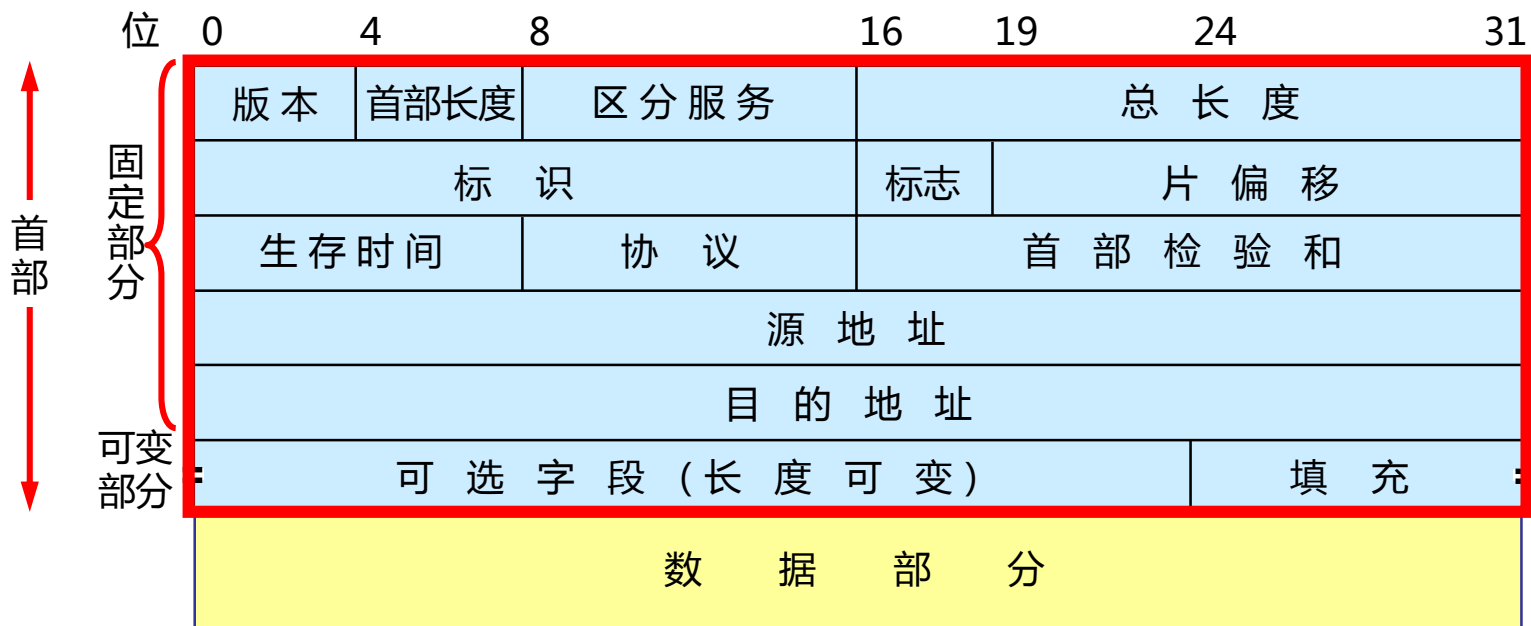 位 0 4 8 16 19 24 31
版本 首部长度 区分服务 总长度
标识 标志 片偏移
生存时间 协议 首部检验和
源地址
目的地址
可选字段(长度可变) 填充
数据部分
首部
固定部分
可变
部分